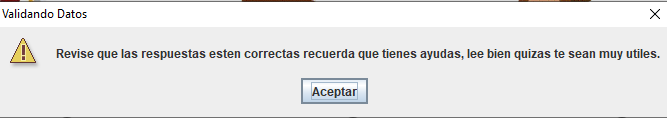 Validando Datos
Revise que las respuestas esten correctas recuerda que tienes ayudas, lee bien quizas te sean muy utiles.
Aceptar